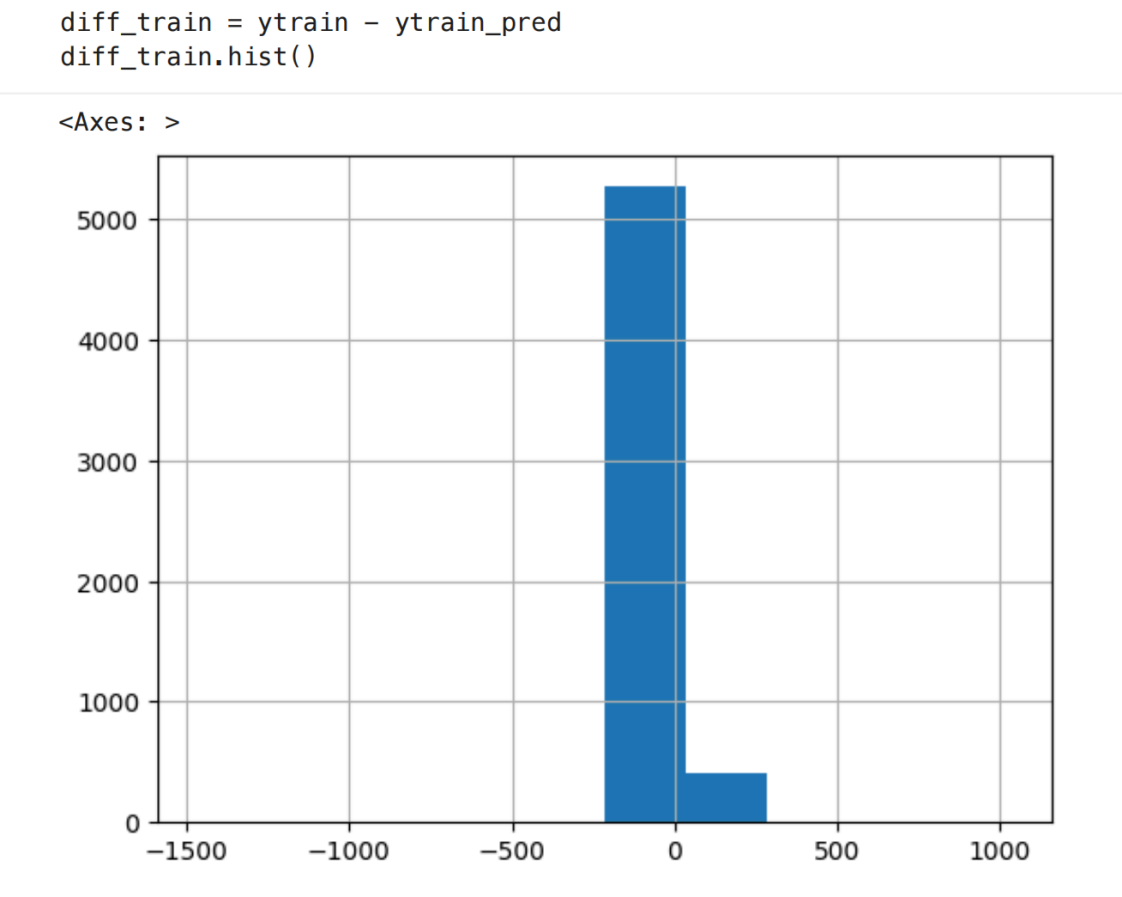 diff_train = ytrain − ytrain_pred
diff_train.hist()
<Axes: >
5000
4000
3000
2000
1000
0
−1500 −1000 −500 0 500 1000